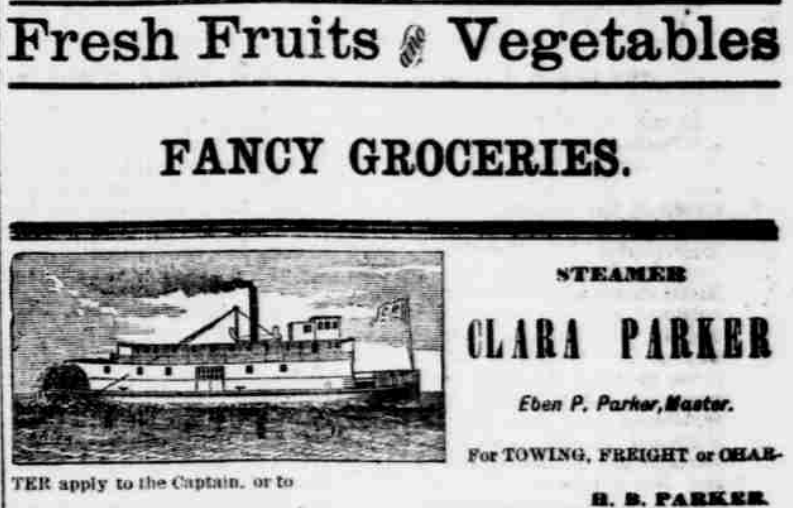 Fresh Fruits and Vegetables
FANCY GROCERIES.
STEAMER
CLARA PARKER
Eben P. Parker, Master.
For TOWING, FREIGHT or CHAR-
TER apply to the Captain, or to
H. B. PARKER.